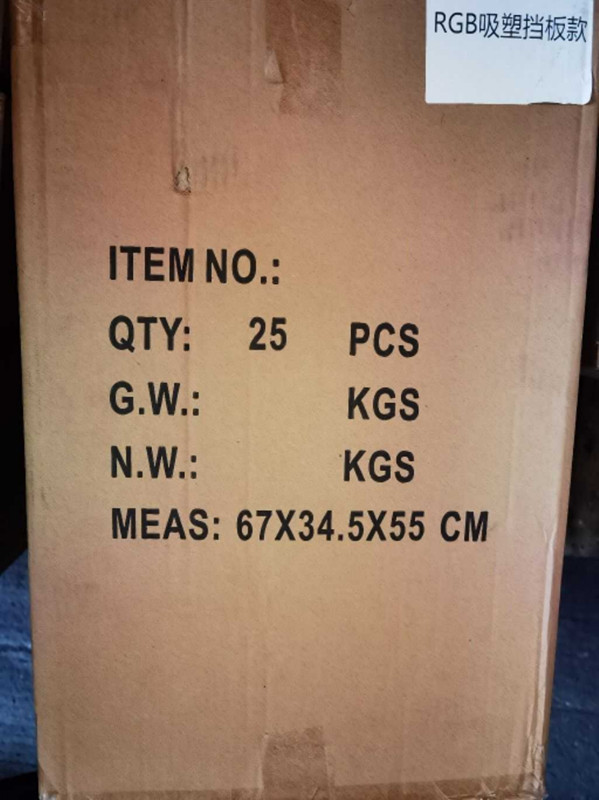 RGB吸塑挡板款
ITEM NO.:
QTY: 25 PCS
G.W.: KGS
N.W.: KGS
MEAS: 67X34.5X55 CM